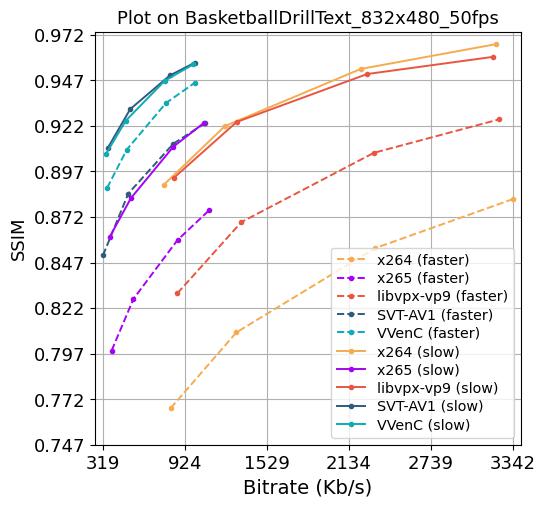 Plot on BasketballDrillText_832x480_50fps
0.972
0.947
0.922
0.897
0.872
0.847
0.822
0.797
0.772
0.747
SSIM
x264 (faster)
x265 (faster)
libvpx-vp9 (faster)
SVT-AV1 (faster)
VVenC (faster)
x264 (slow)
x265 (slow)
libvpx-vp9 (slow)
SVT-AV1 (slow)
VVenC (slow)
319 924 1529 2134 2739 3342
Bitrate (Kb/s)